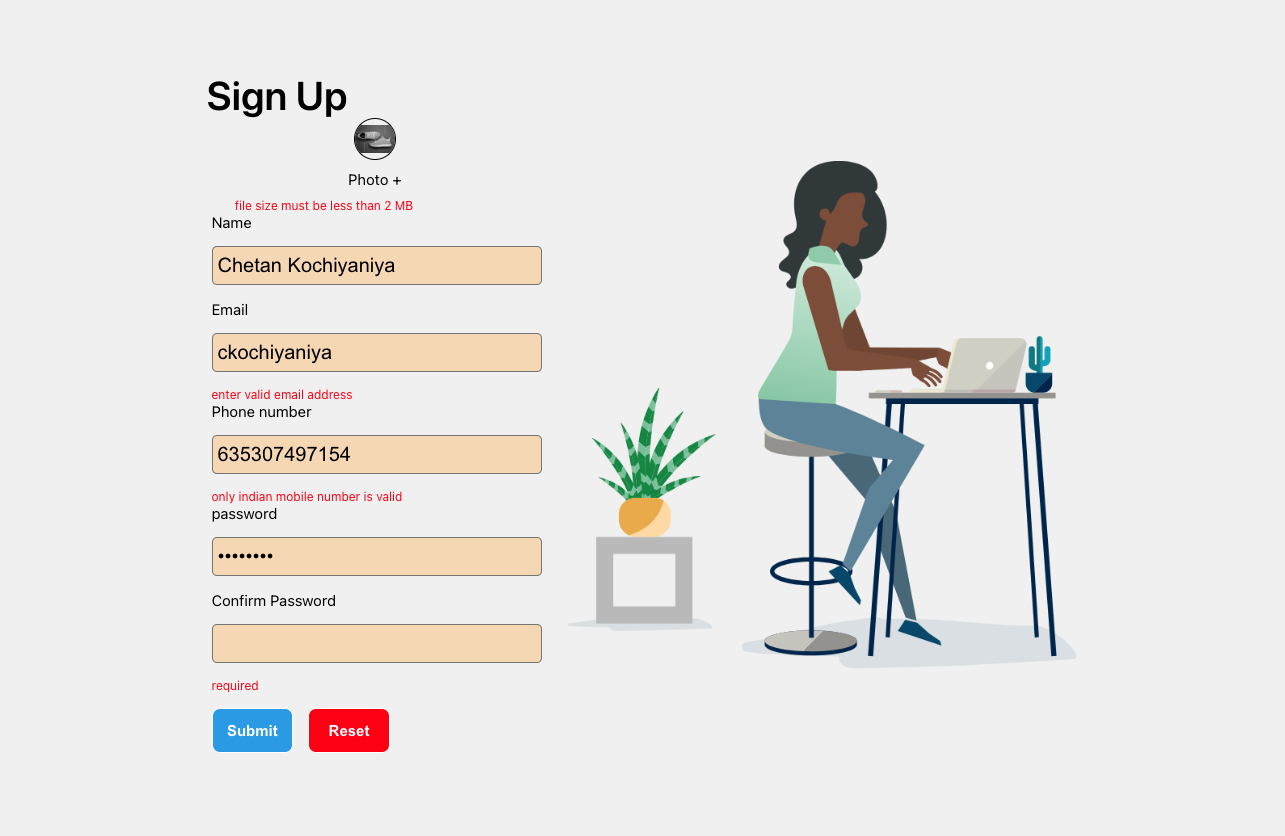 Sign Up
Photo +
file size must be less than 2 MB
Name
Chetan Kochiyaniya
Email
ckochiyaniya
enter valid email address
Phone number
635307497154
only indian mobile number is valid
password
••••••••
Confirm Password
required
Submit Reset